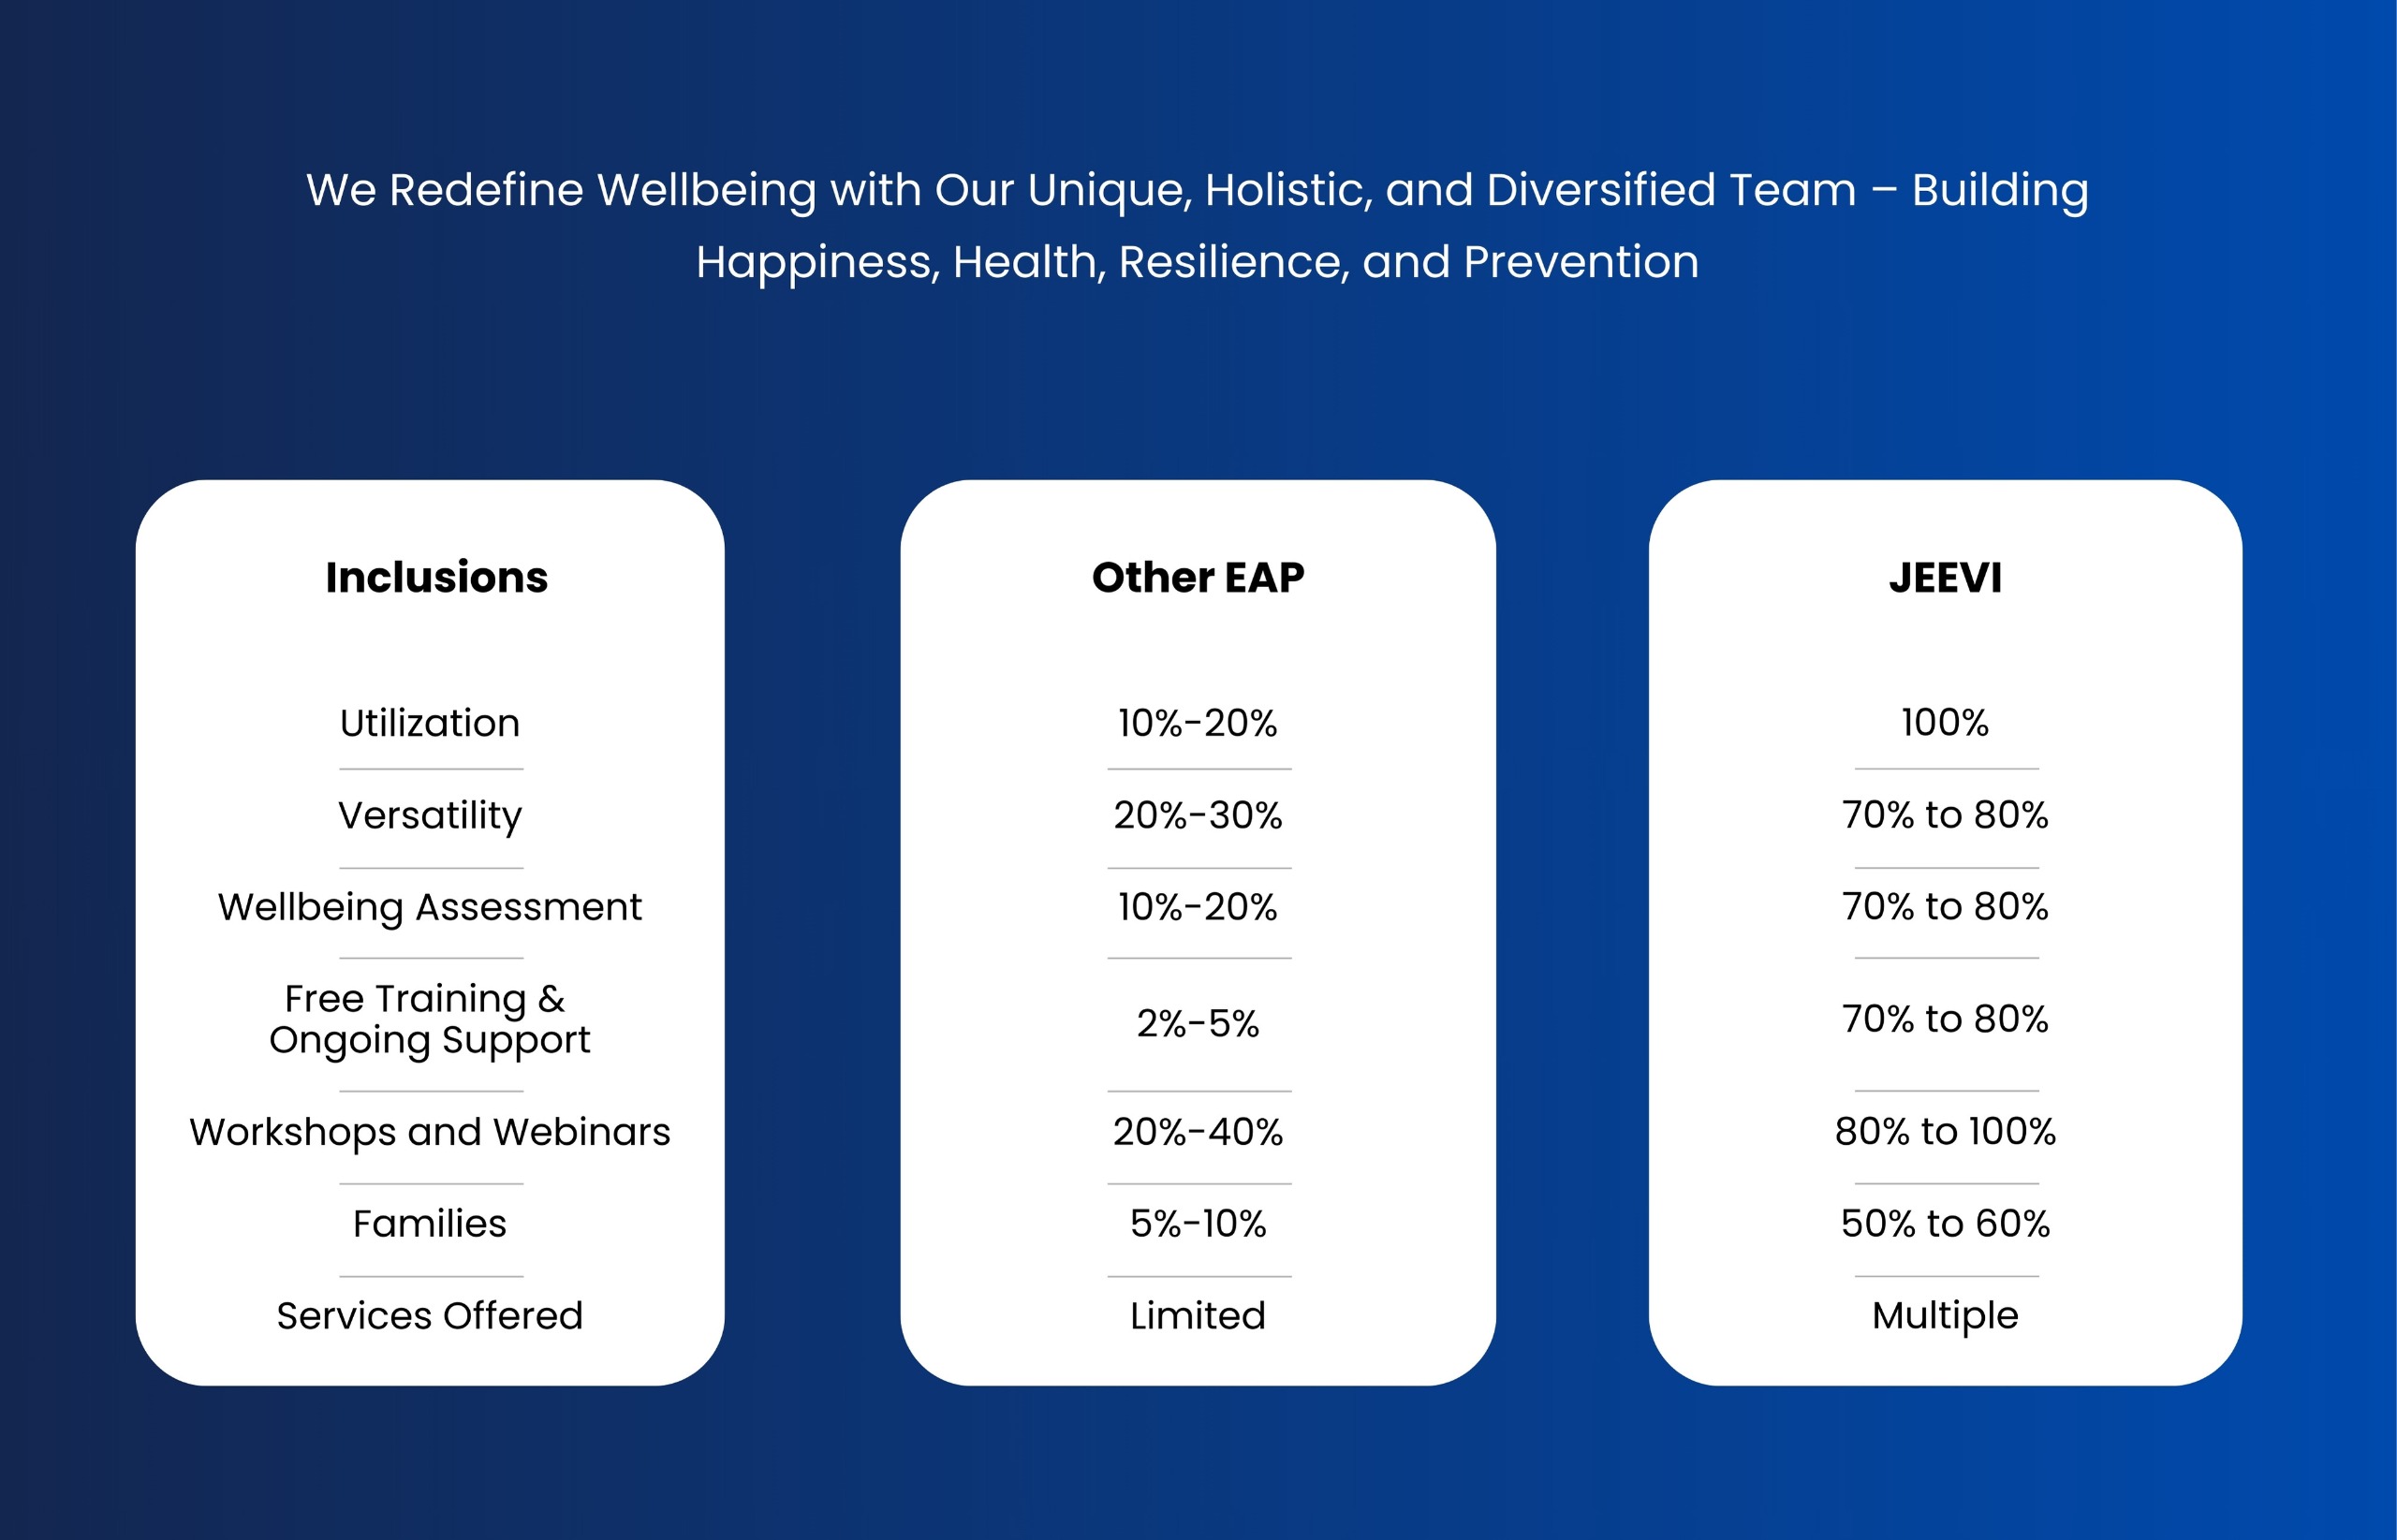 We Redefine Wellbeing with Our Unique, Holistic, and Diversified Team – Building
Happiness, Health, Resilience, and Prevention
Inclusions
Utilization
Versatility
Wellbeing Assessment
Free Training &
Ongoing Support
Workshops and Webinars
Families
Services Offered
Other EAP
10%-20%
20%-30%
10%-20%
2%-5%
20%-40%
5%-10%
Limited
JEEVI
100%
70% to 80%
70% to 80%
70% to 80%
80% to 100%
50% to 60%
Multiple